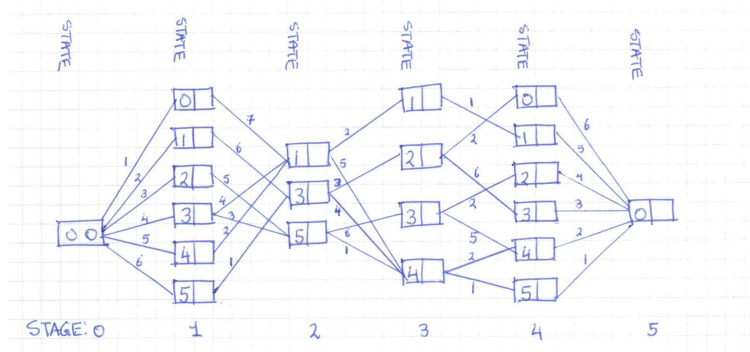 STATE STATE STATE STATE STATE STATE
0 1 0
7 1 6
1 1 1
2 6 2 5
1 2 3 5 2 3 5 6 2 4
3 4 3 4 3 2 3 3 0
0 0 4 3 5 3
5 2 4 6 1 5 4 2
6 1 4 2 1
5 1 5
STAGE: 0 1 2 3 4 5